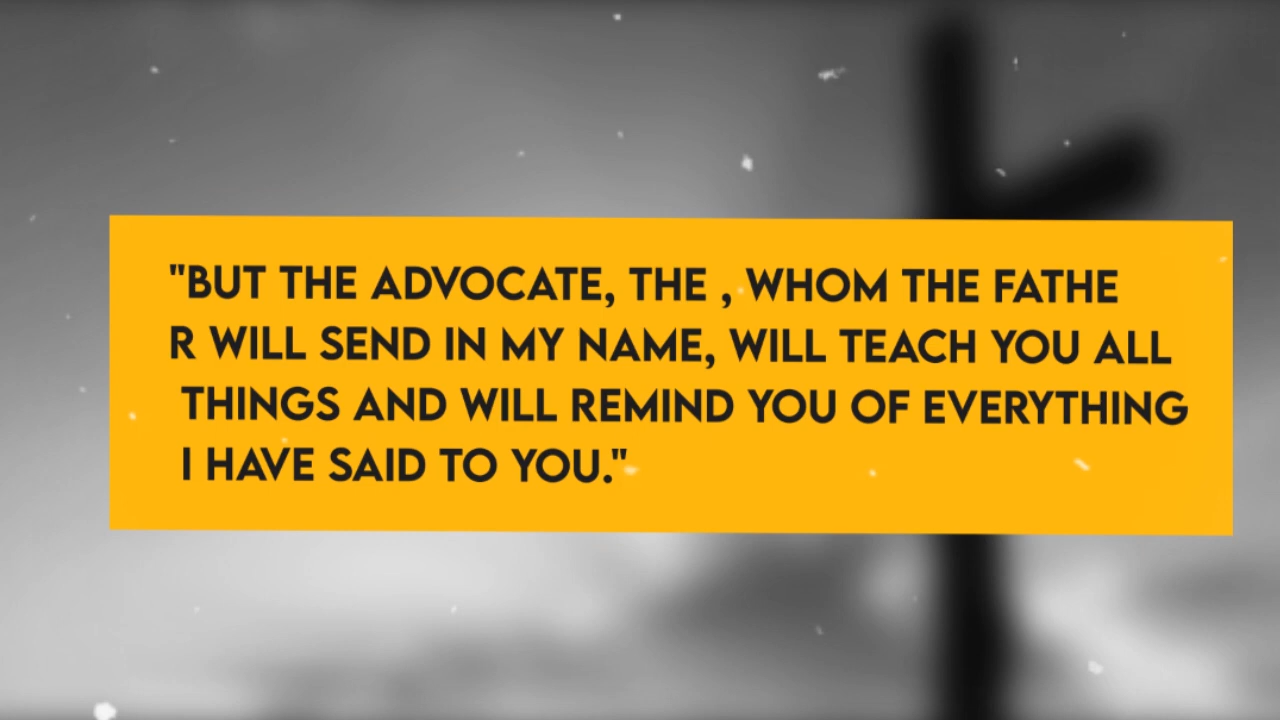 "BUT THE ADVOCATE, THE , WHOM THE FATHE
R WILL SEND IN MY NAME, WILL TEACH YOU ALL
THINGS AND WILL REMIND YOU OF EVERYTHING
I HAVE SAID TO YOU."